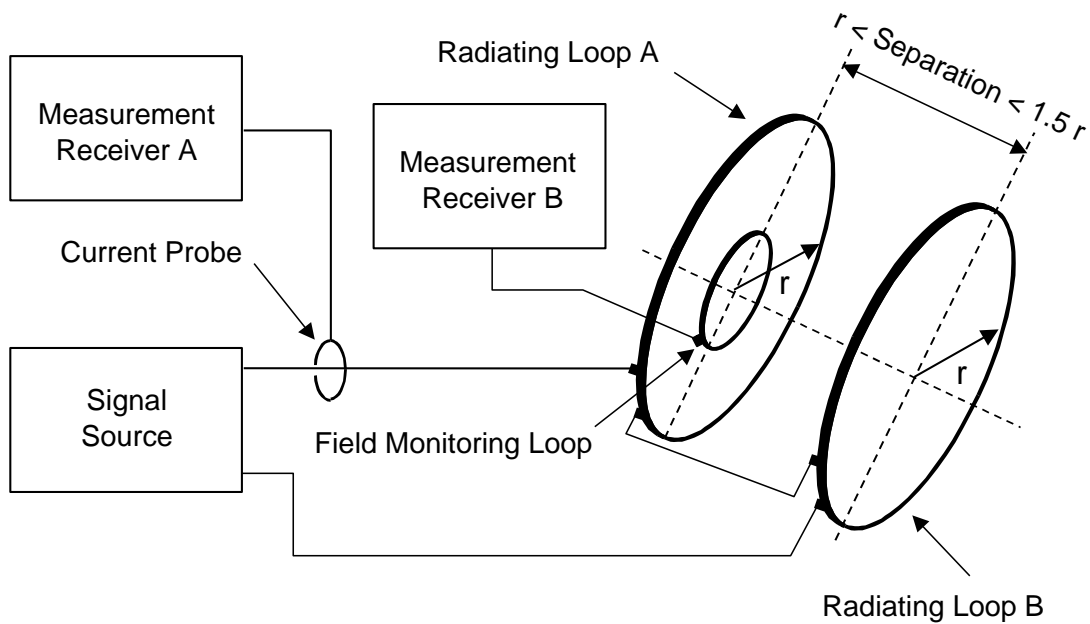 r < Separation < 1.5 r
Radiating Loop A
Measurement
Receiver A
Measurement
Receiver B
Current Probe
r
r
Signal
Source
Field Monitoring Loop
Radiating Loop B